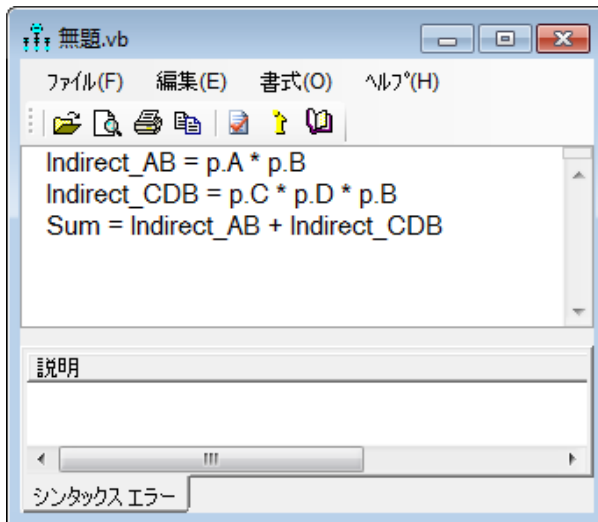 無題.vb
ﾌｧｲﾙ(F) 編集(E) 書式(O) ﾍﾙﾌﾟ(H)
Indirect_AB = p.A * p.B
Indirect_CDB = p.C * p.D * p.B
Sum = Indirect_AB + Indirect_CDB
説明
シンタックス エラー